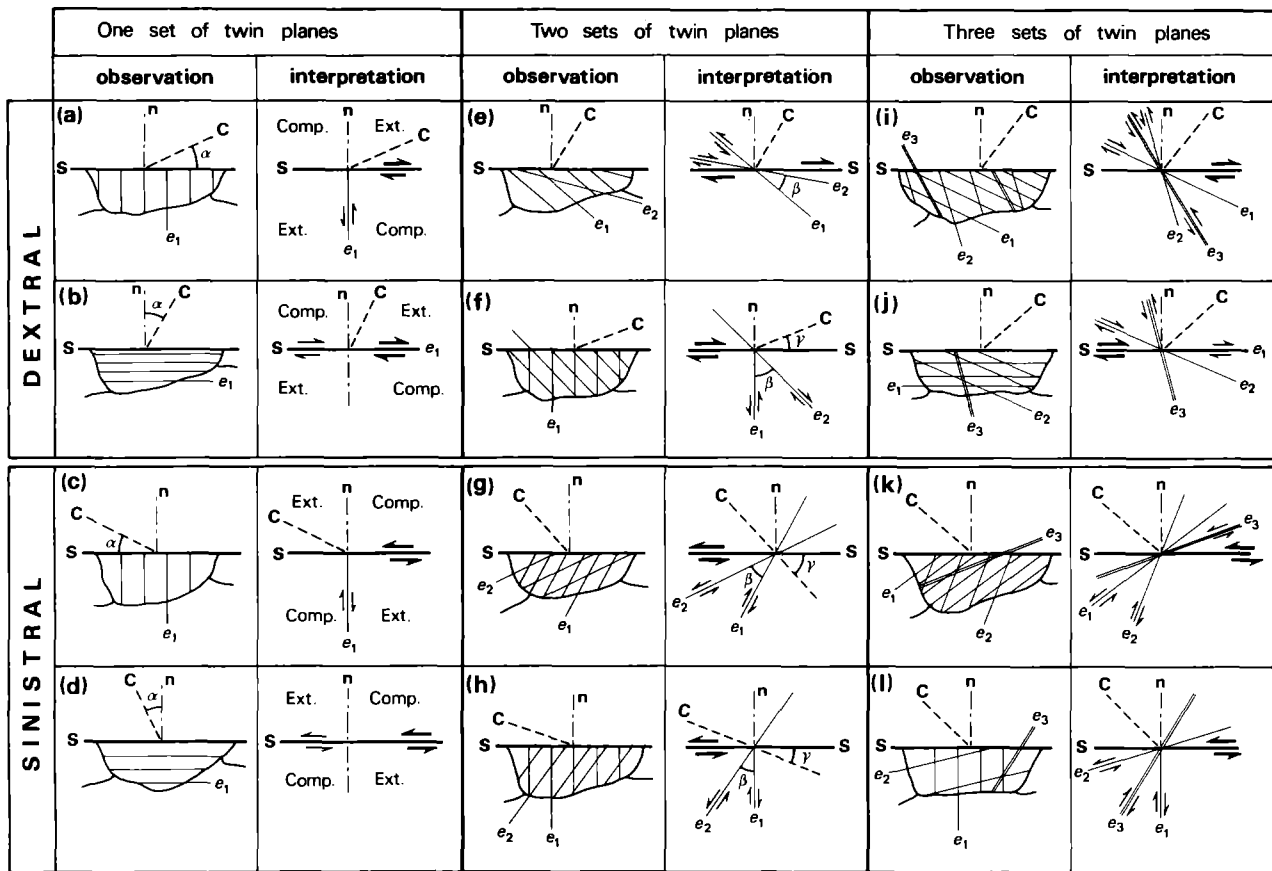 One set of twin planes Two sets of twin planes Three sets of twin planes
observation interpretation observation interpretation observation interpretation
DEXTRAL
(a) n C α S e₁
n Comp. Ext. C S Ext. Comp. e₁
(e) n C S e₂ e₁
n C S β e₂ e₁
(i) n C e₃ S e₁ e₂
n C S e₁ e₂ e₃
(b) n α C S e₁
n Comp. C Ext. S e₁ Ext. Comp.
(f) n C S e₁
n C γ S β e₁ e₂
(j) n C S e₁ e₂ e₃
n C S e₁ e₂ e₃
SINISTRAL
(c) n C α S e₁
n Ext. Comp. C S Comp. Ext. e₁
(g) n C S e₂ e₁
n C S β γ e₂ e₁
(k) n C e₃ S e₁ e₂
n C e₃ S e₁ e₂
(d) C α n S e₁
n Ext. Comp. S Comp. Ext.
(h) n C S e₂ e₁
n C S γ β e₂ e₁
(l) n C e₃ S e₂ e₁
n C S e₂ e₃ e₁